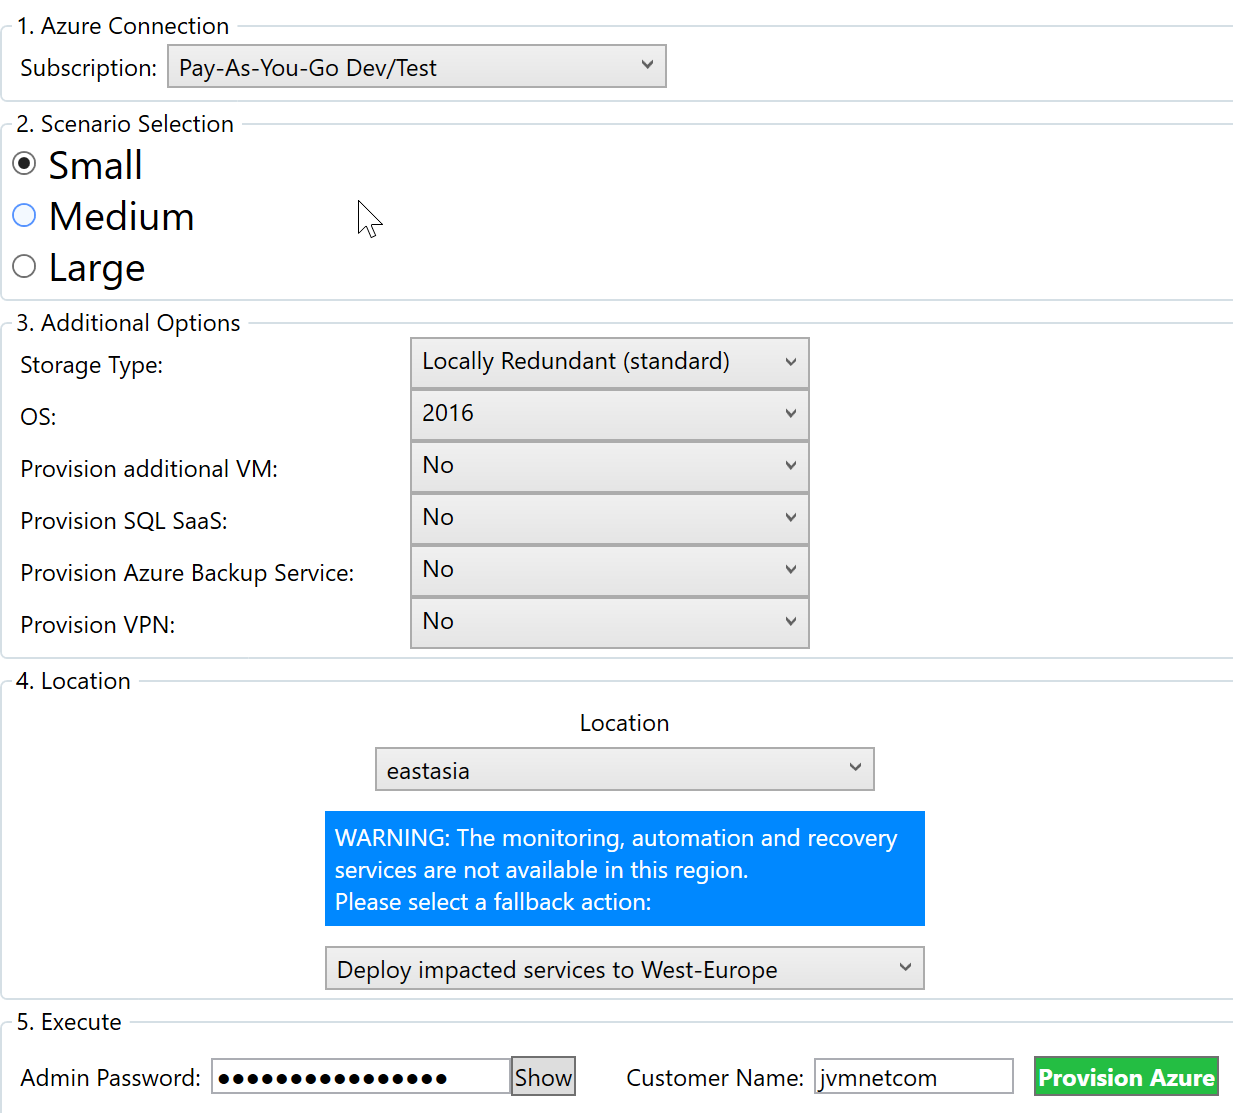 1. Azure Connection
Subscription: Pay-As-You-Go Dev/Test
2. Scenario Selection
Small
Medium
Large
3. Additional Options
Storage Type: Locally Redundant (standard)
OS: 2016
Provision additional VM: No
Provision SQL SaaS: No
Provision Azure Backup Service: No
Provision VPN: No
4. Location
Location
eastasia
WARNING: The monitoring, automation and recovery
services are not available in this region.
Please select a fallback action:
Deploy impacted services to West-Europe
5. Execute
Admin Password: ●●●●●●●●●●●●●●●● Show Customer Name: jvmnetcom Provision Azure